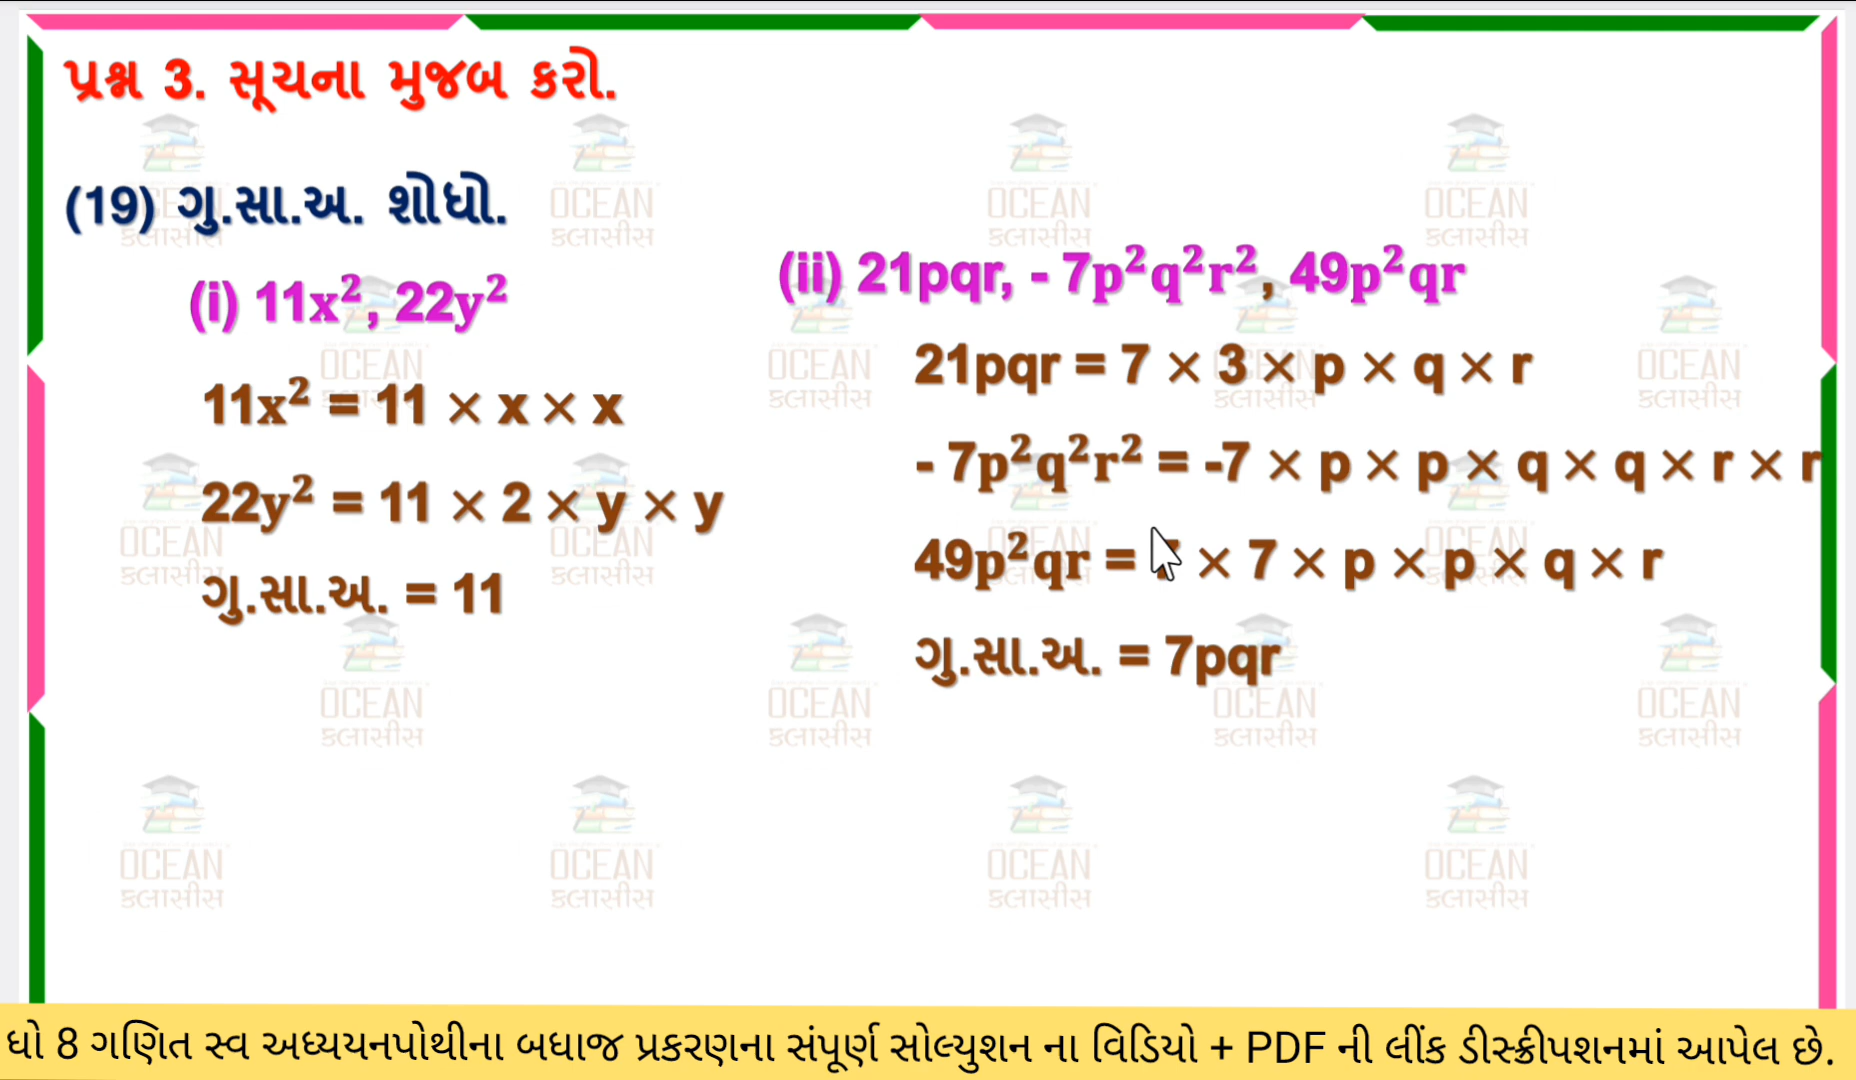 પ્રશ્ન 3. સૂચના મુજબ કરો.
(19) ગુ.સા.અ. શોધો.
(i) 11x², 22y²
11x² = 11 × x × x
22y² = 11 × 2 × y × y
ગુ.સા.અ. = 11
(ii) 21pqr, - 7p²q²r², 49p²qr
21pqr = 7 × 3 × p × q × r
- 7p²q²r² = -7 × p × p × q × q × r × r
49p²qr = 7 × 7 × p × p × q × r
ગુ.સા.અ. = 7pqr
OCEAN
ક્લાસીસ
ધો 8 ગણિત સ્વ અધ્યયનપોથીના બધાજ પ્રકરણના સંપૂર્ણ સોલ્યુશન ના વિડિયો + PDF ની લીંક ડીસ્ક્રીપશનમાં આપેલ છે.